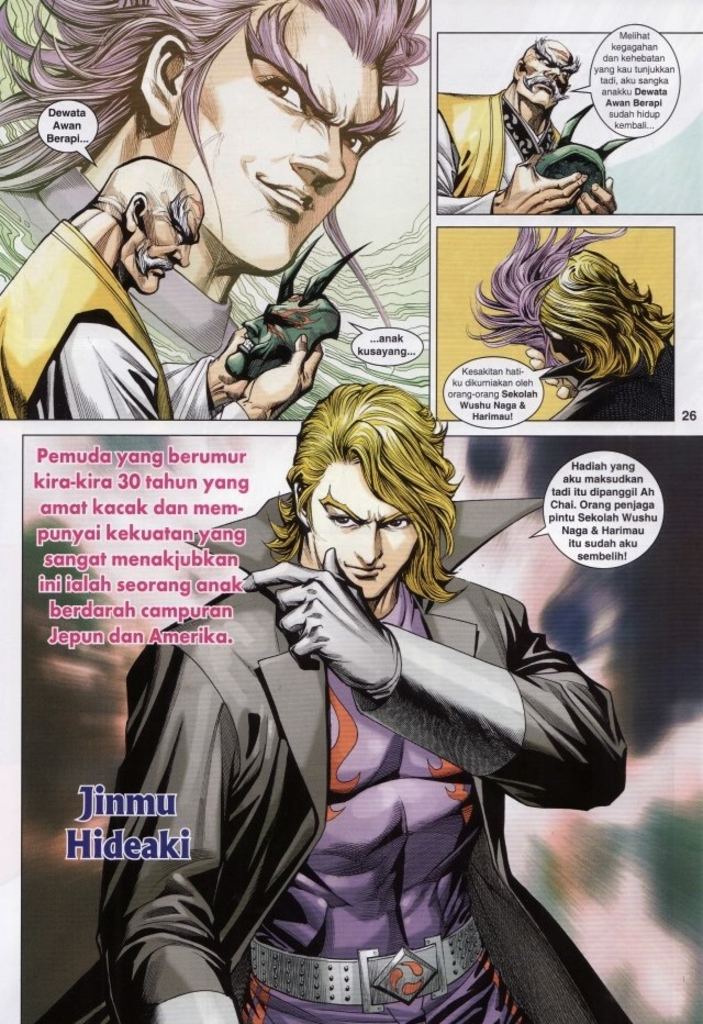 Dewata
Awan
Berapi...
...anak
kusayang...
Melihat
kegagahan
dan kehebatan
yang kau tunjukkan
tadi, aku sangka
anakku Dewata
Awan Berapi
sudah hidup
kembali...
Kesakitan hati-
ku dikurniakan oleh
orang-orang Sekolah
Wushu Naga &
Harimau!
26
Pemuda yang berumur
kira-kira 30 tahun yang
amat kacak dan mem-
punyai kekuatan yang
sangat menakjubkan
ini ialah seorang anak
berdarah campuran
Jepun dan Amerika.
Hadiah yang
aku maksudkan
tadi itu dipanggil Ah
Chai. Orang penjaga
pintu Sekolah Wushu
Naga & Harimau
itu sudah aku
sembelih!
Jinmu
Hideaki